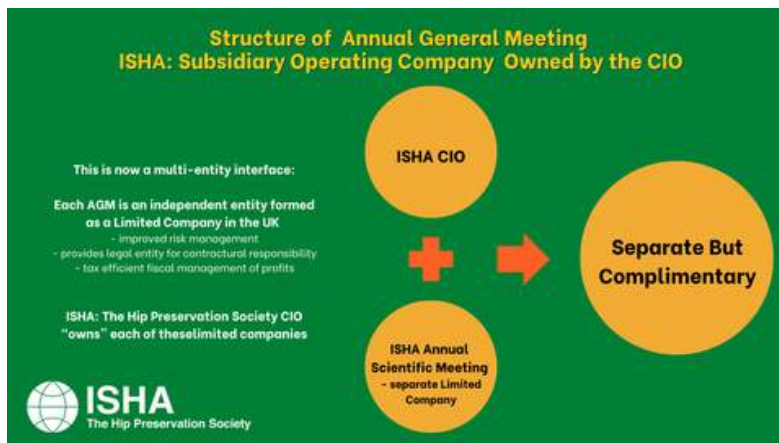 Structure of Annual General Meeting
ISHA: Subsidiary Operating Company Owned by the CIO
This is now a multi-entity interface:
Each AGM is an independent entity formed
as a Limited Company in the UK
- improved risk management
- provides legal entity for contractural responsibility
- tax efficient fiscal management of profits
ISHA: The Hip Preservation Society CIO
“owns” each of theselimited companies
ISHA CIO
ISHA Annual
Scientific Meeting
- separate Limited
Company
Separate But
Complimentary
ISHA
The Hip Preservation Society